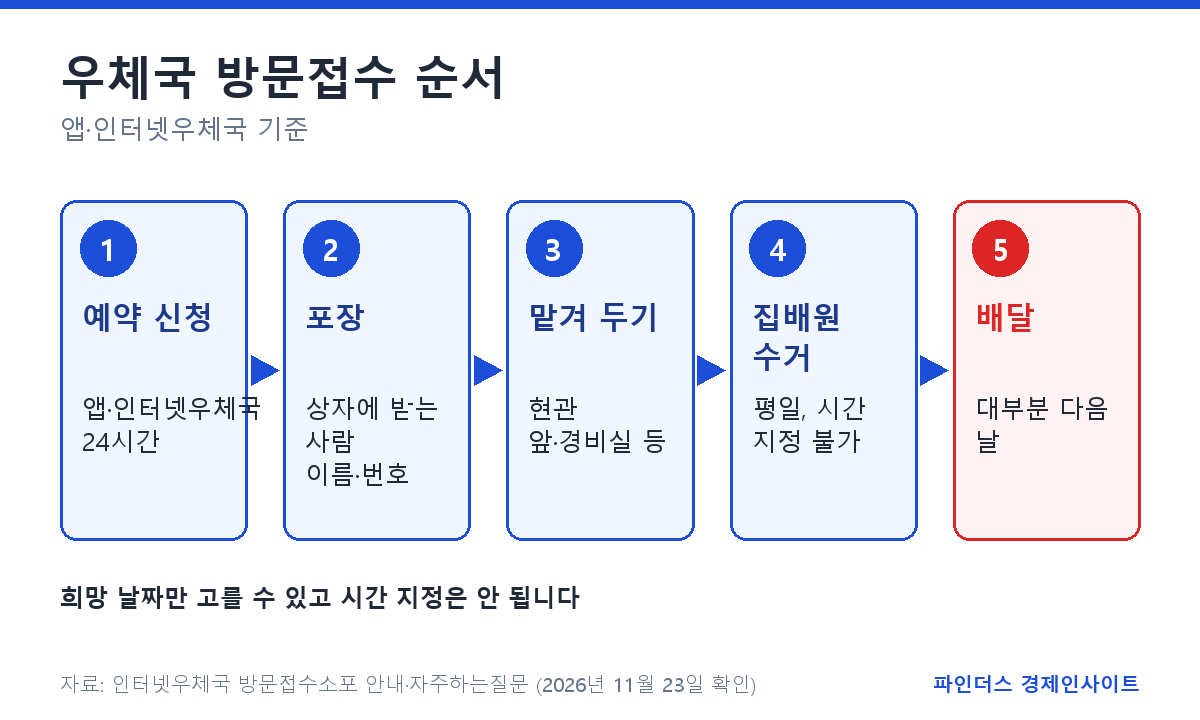 우체국 방문접수 순서
앱·인터넷우체국 기준
1
예약 신청
앱·인터넷우체국
24시간
2
포장
상자에 받는
사람
이름·번호
3
맡겨 두기
현관
앞·경비실 등
4
집배원
수거
평일, 시간
지정 불가
5
배달
대부분 다음
날
희망 날짜만 고를 수 있고 시간 지정은 안 됩니다
자료: 인터넷우체국 방문접수소포 안내·자주하는질문 (2026년 11월 23일 확인)
파인더스 경제인사이트